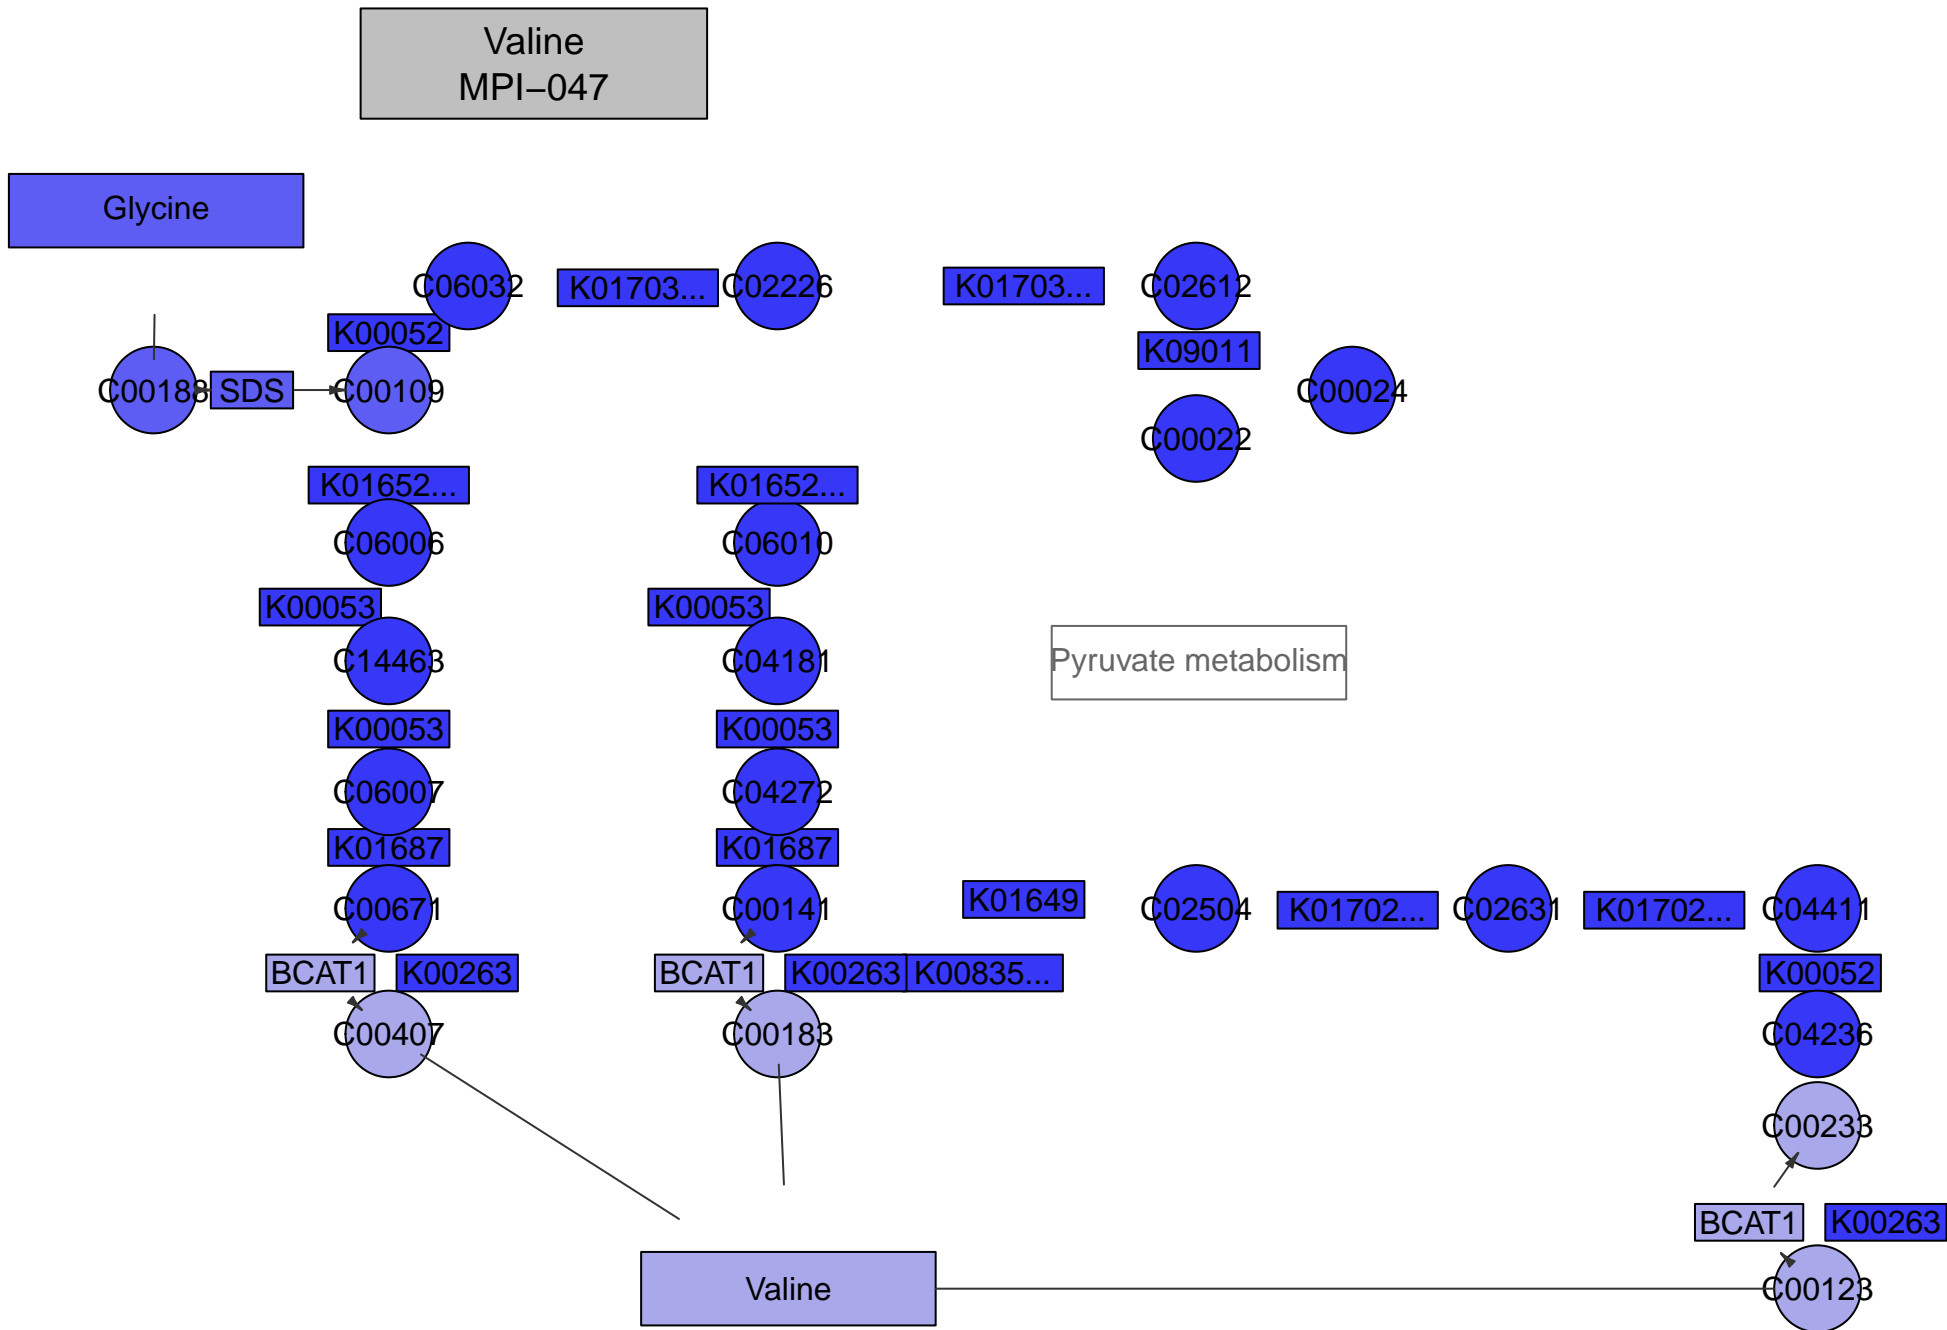 Valine
MPI−047
Glycine
C06032
K01703...
C02226
K01703...
C02612
K00052
K09011
C00188
SDS
C00109
C00024
C00022
K01652...
K01652...
C06006
C06010
K00053
K00053
C14463
C04181
Pyruvate metabolism
K00053
K00053
C06007
C04272
K01687
K01687
C00671
C00141
K01649
C02504
K01702...
C02631
K01702...
C04411
BCAT1
K00263
BCAT1
K00263
K00835...
K00052
C00407
C00183
C04236
C00233
BCAT1
K00263
Valine
C00123